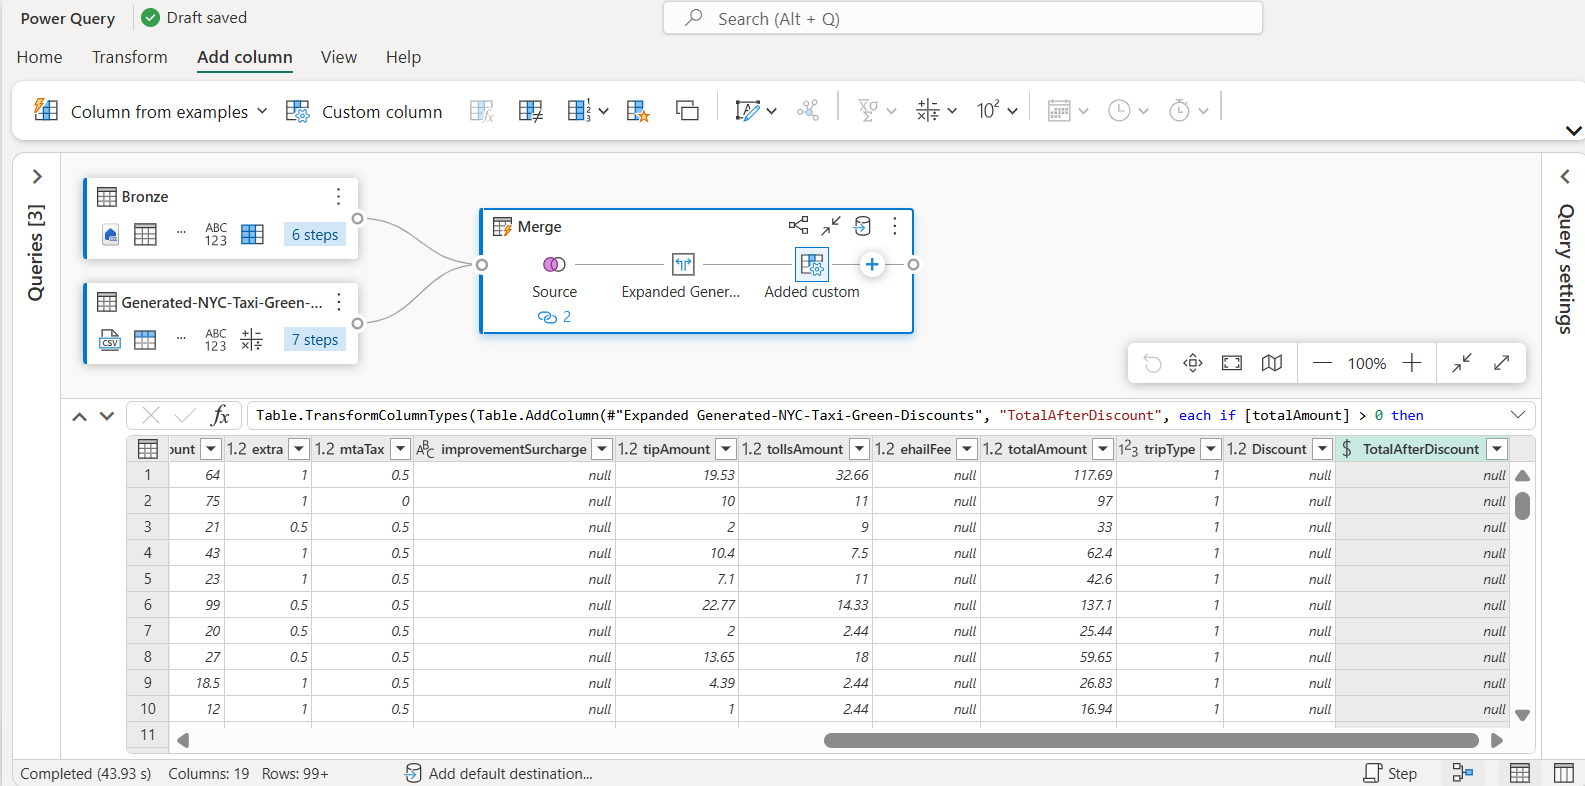 Power Query Draft saved Search (Alt + Q)
Home Transform Add column View Help
Column from examples Custom column 10²
Queries [3]
Bronze
ABC
123
6 steps
Generated-NYC-Taxi-Green-...
CSV
ABC
123
7 steps
Merge
Source Expanded Gener... Added custom
2
Query settings
100%
fx Table.TransformColumnTypes(Table.AddColumn(#"Expanded Generated-NYC-Taxi-Green-Discounts", "TotalAfterDiscount", each if [totalAmount] > 0 then
ount 1.2 extra 1.2 mtaTax ABC improvementSurcharge 1.2 tipAmount 1.2 tollsAmount 1.2 ehailFee 1.2 totalAmount 123 tripType 1.2 Discount $ TotalAfterDiscount
1 64 1 0.5 null 19.53 32.66 null 117.69 1 null null
2 75 1 0 null 10 11 null 97 1 null null
3 21 0.5 0.5 null 2 9 null 33 1 null null
4 43 1 0.5 null 10.4 7.5 null 62.4 1 null null
5 23 1 0.5 null 7.1 11 null 42.6 1 null null
6 99 0.5 0.5 null 22.77 14.33 null 137.1 1 null null
7 20 0.5 0.5 null 2 2.44 null 25.44 1 null null
8 27 0.5 0.5 null 13.65 18 null 59.65 1 null null
9 18.5 1 0.5 null 4.39 2.44 null 26.83 1 null null
10 12 1 0.5 null 1 2.44 null 16.94 1 null null
11
Completed (43.93 s) Columns: 19 Rows: 99+ Add default destination... Step